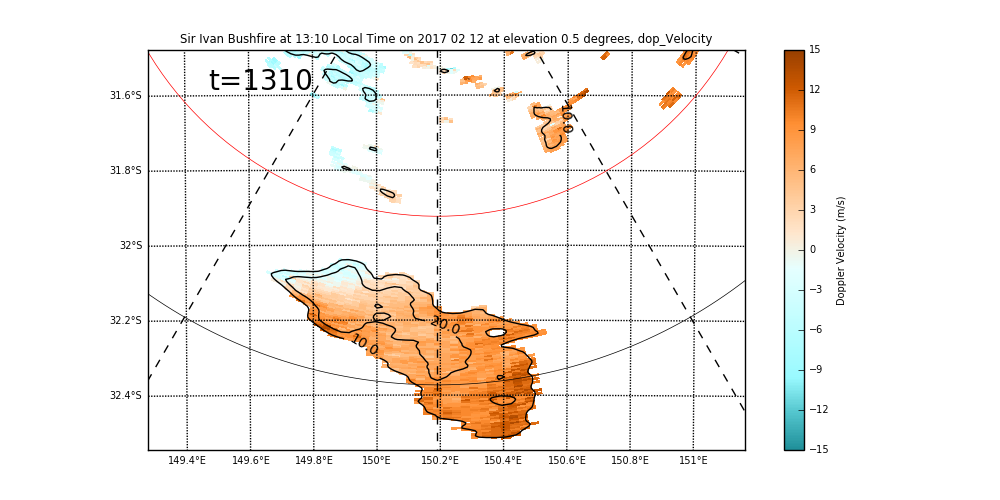 Sir Ivan Bushfire at 13:10 Local Time on 2017 02 12 at elevation 0.5 degrees, dop_Velocity
t=1310
31.6°S
31.8°S
32°S
32.2°S
32.4°S
10.0
20.0
10.0
149.4°E 149.6°E 149.8°E 150°E 150.2°E 150.4°E 150.6°E 150.8°E 151°E
15
12
9
6
3
0
−3
−6
−9
−12
−15
Doppler Velocity (m/s)